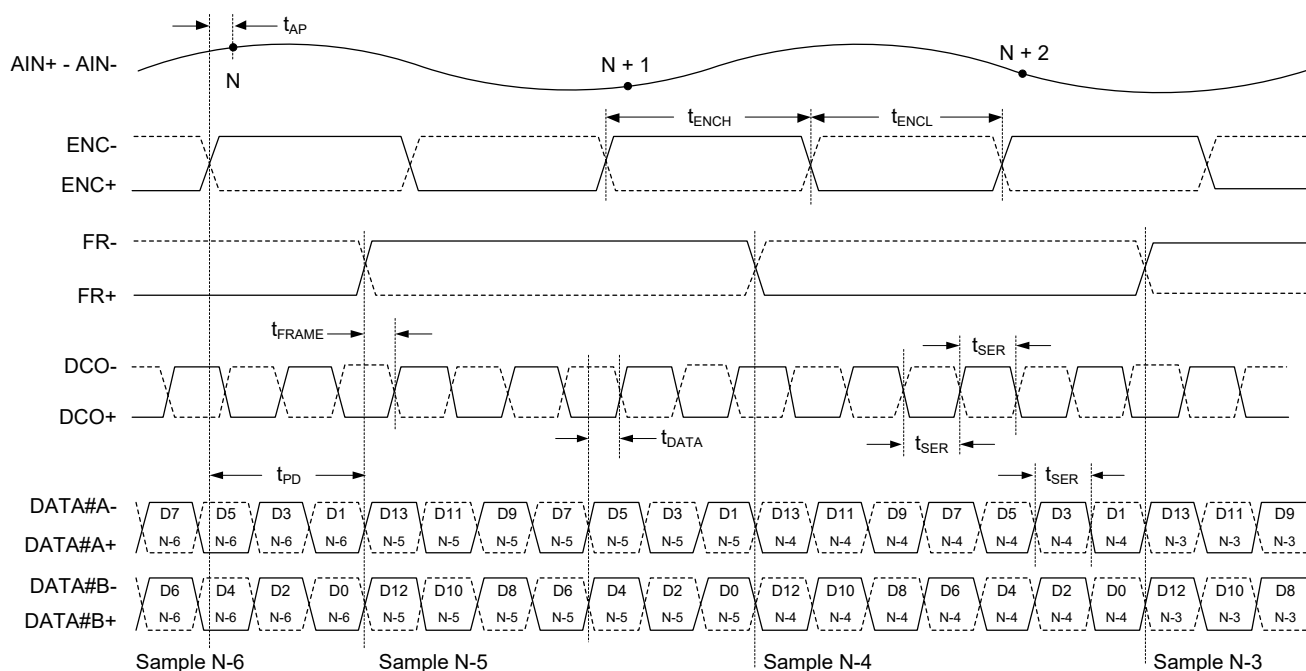 t_AP
AIN+ - AIN-
N
N + 1
N + 2
t_ENCH
t_ENCL
ENC-
ENC+
FR-
FR+
t_FRAME
t_SER
DCO-
DCO+
t_DATA
t_SER
t_PD
t_SER
DATA#A-
DATA#A+
D7 D5 D3 D1 D13 D11 D9 D7 D5 D3 D1 D13 D11 D9 D7 D5 D3 D1 D13 D11 D9
N-6 N-6 N-6 N-6 N-5 N-5 N-5 N-5 N-5 N-5 N-5 N-4 N-4 N-4 N-4 N-4 N-4 N-4 N-3 N-3 N-3
DATA#B-
DATA#B+
D6 D4 D2 D0 D12 D10 D8 D6 D4 D2 D0 D12 D10 D8 D6 D4 D2 D0 D12 D10 D8
N-6 N-6 N-6 N-6 N-5 N-5 N-5 N-5 N-5 N-5 N-5 N-4 N-4 N-4 N-4 N-4 N-4 N-4 N-3 N-3 N-3
Sample N-6 Sample N-5 Sample N-4 Sample N-3